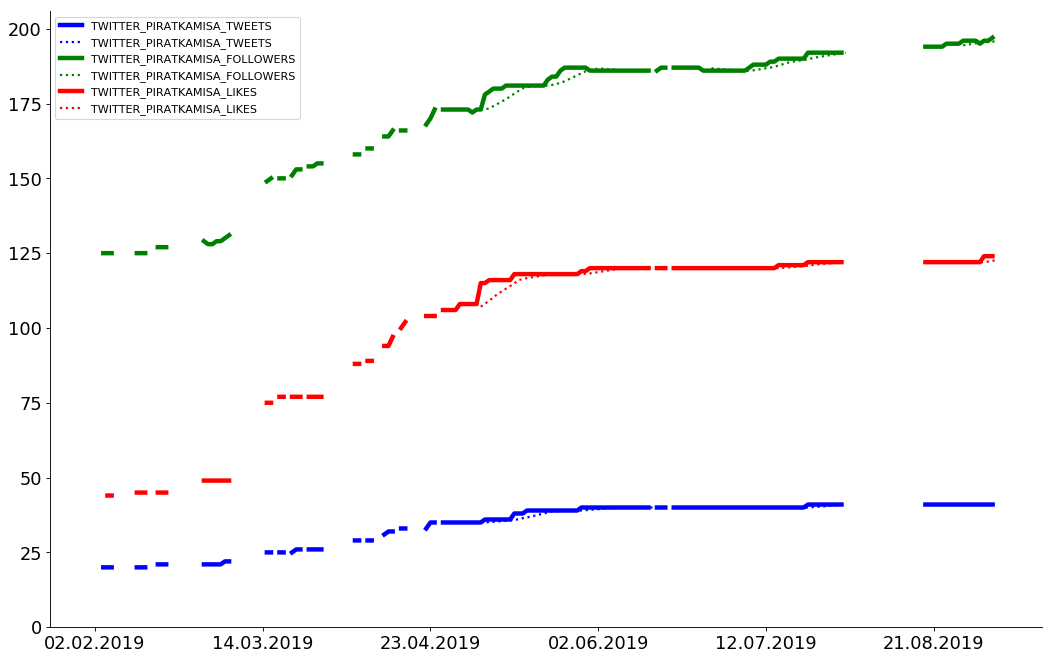 TWITTER_PIRATKAMISA_TWEETS
TWITTER_PIRATKAMISA_TWEETS
TWITTER_PIRATKAMISA_FOLLOWERS
TWITTER_PIRATKAMISA_FOLLOWERS
TWITTER_PIRATKAMISA_LIKES
TWITTER_PIRATKAMISA_LIKES
200
175
150
125
100
75
50
25
0
02.02.2019 14.03.2019 23.04.2019 02.06.2019 12.07.2019 21.08.2019